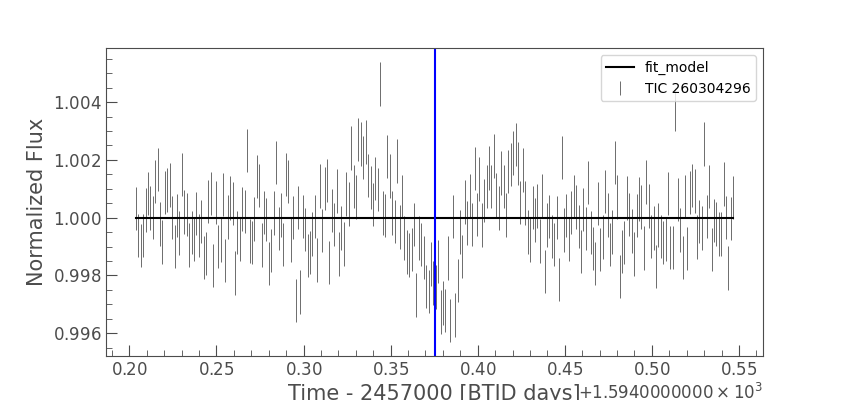 fit_model
TIC 260304296
Normalized Flux
1.004
1.002
1.000
0.998
0.996
0.20 0.25 0.30 0.35 0.40 0.45 0.50 0.55
Time - 2457000 [BTJD days] +1.5940000000 × 10³